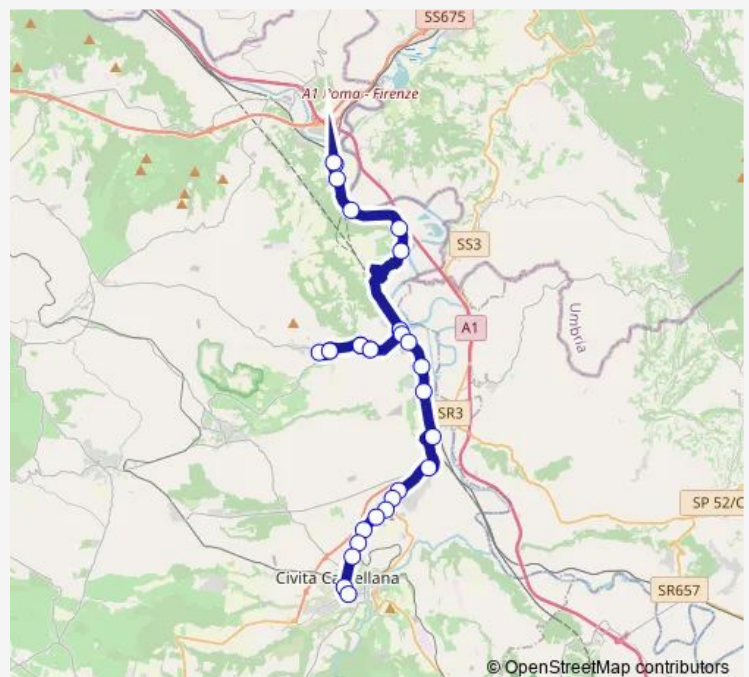 SS675
A1 Roma - Firenze
SS3
Umbria
A1
SR3
SP 52/C
Civita Castellana
SR657
© OpenStreetMap contributors